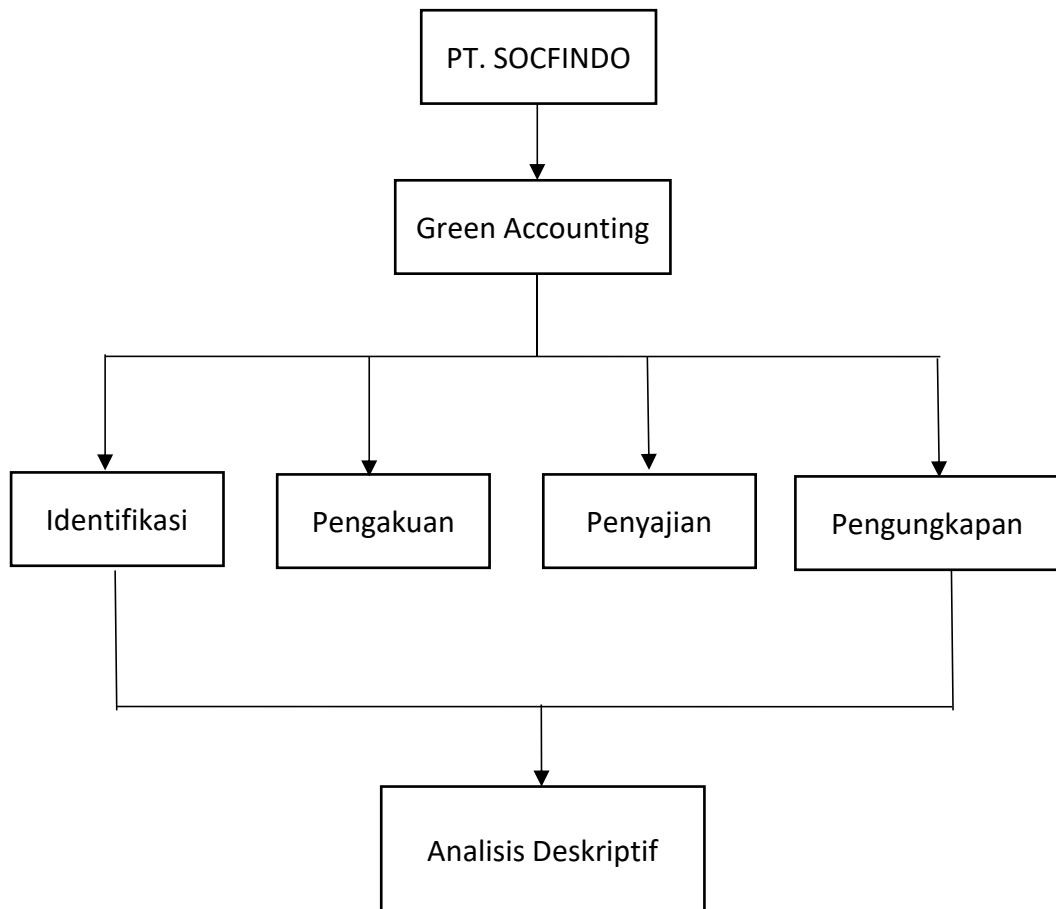 PT. SOCFINDO
Green Accounting
Identifikasi
Pengakuan
Penyajian
Pengungkapan
Analisis Deskriptif